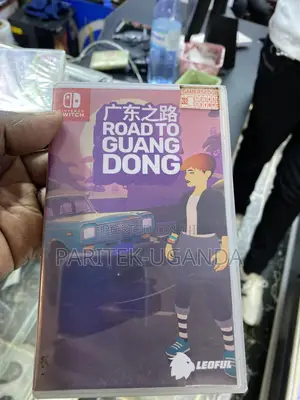 NINTENDO
SWITCH
广东之路
ROAD TO
GUANG
DONG
PARITEK-UGANDA
LEOFUL